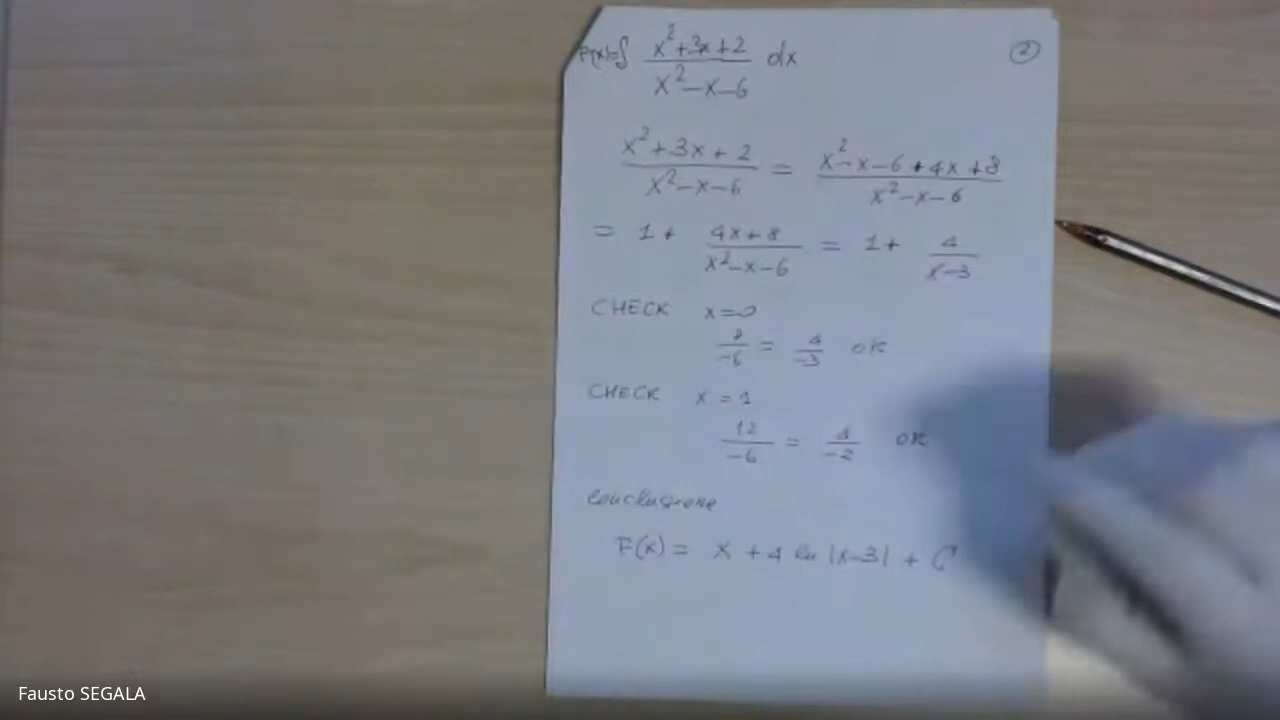 F(x)=∫ (x²+3x+2)/(x²-x-6) dx
②
(x²+3x+2)/(x²-x-6) = (x²-x-6+4x+8)/(x²-x-6)
= 1+ (4x+8)/(x²-x-6) = 1+ 4/(x-3)
CHECK x=0
8/-6 = 4/-3 OK
CHECK x=1
12/-6 = 4/-2 OK
Conclusione
F(x) = x + 4 ln |x-3| + C
Fausto SEGALA